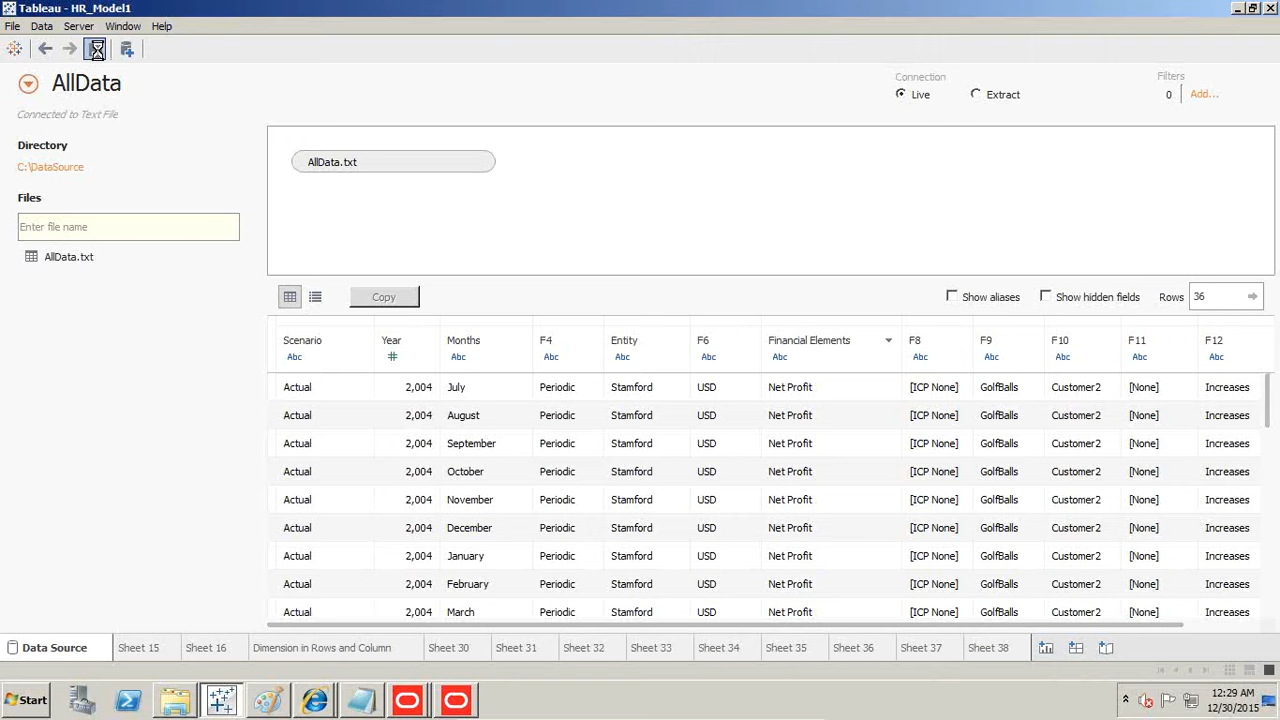 Tableau - HR_Model1
File Data Server Window Help
AllData
Connected to Text File
Connection
Live Extract
Filters
0 Add...
Directory
C:\DataSource
Files
Enter file name
AllData.txt
AllData.txt
Copy
Show aliases Show hidden fields Rows 36
Scenario Year Months F4 Entity F6 Financial Elements F8 F9 F10 F11 F12
Abc # Abc Abc Abc Abc Abc Abc Abc Abc Abc Abc
Actual 2,004 July Periodic Stamford USD Net Profit [ICP None] GolfBalls Customer2 [None] Increases
Actual 2,004 August Periodic Stamford USD Net Profit [ICP None] GolfBalls Customer2 [None] Increases
Actual 2,004 September Periodic Stamford USD Net Profit [ICP None] GolfBalls Customer2 [None] Increases
Actual 2,004 October Periodic Stamford USD Net Profit [ICP None] GolfBalls Customer2 [None] Increases
Actual 2,004 November Periodic Stamford USD Net Profit [ICP None] GolfBalls Customer2 [None] Increases
Actual 2,004 December Periodic Stamford USD Net Profit [ICP None] GolfBalls Customer2 [None] Increases
Actual 2,004 January Periodic Stamford USD Net Profit [ICP None] GolfBalls Customer2 [None] Increases
Actual 2,004 February Periodic Stamford USD Net Profit [ICP None] GolfBalls Customer2 [None] Increases
Actual 2,004 March Periodic Stamford USD Net Profit [ICP None] GolfBalls Customer2 [None] Increases
Data Source Sheet 15 Sheet 16 Dimension in Rows and Column Sheet 30 Sheet 31 Sheet 32 Sheet 33 Sheet 34 Sheet 35 Sheet 36 Sheet 37 Sheet 38
Start
12:29 AM
12/30/2015